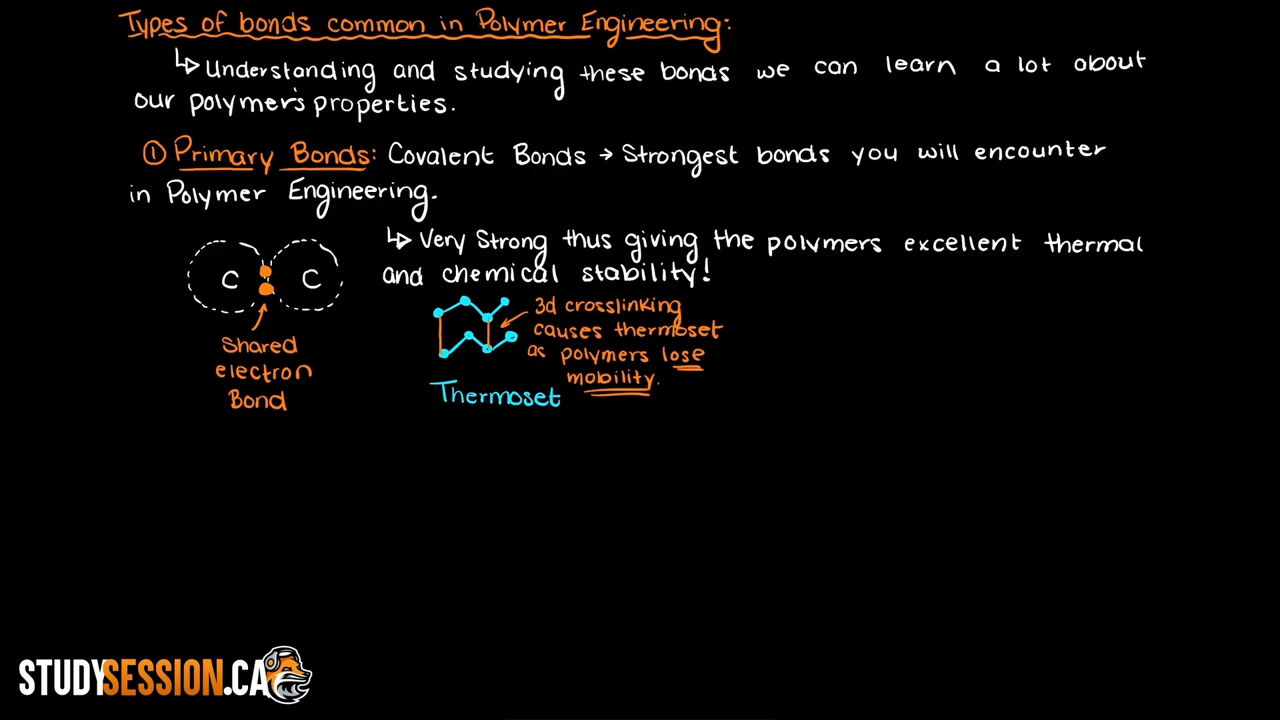 Types of bonds common in Polymer Engineering:
↳ Understanding and studying these bonds we can learn a lot about
our polymer's properties.
① Primary Bonds: Covalent Bonds → Strongest bonds you will encounter
in Polymer Engineering.
↳ Very Strong thus giving the polymers excellent thermal
and chemical stability!
C C
Shared
electron
Bond
3d crosslinking
causes thermoset
as polymers lose
mobility.
Thermoset
STUDYSESSION.CA